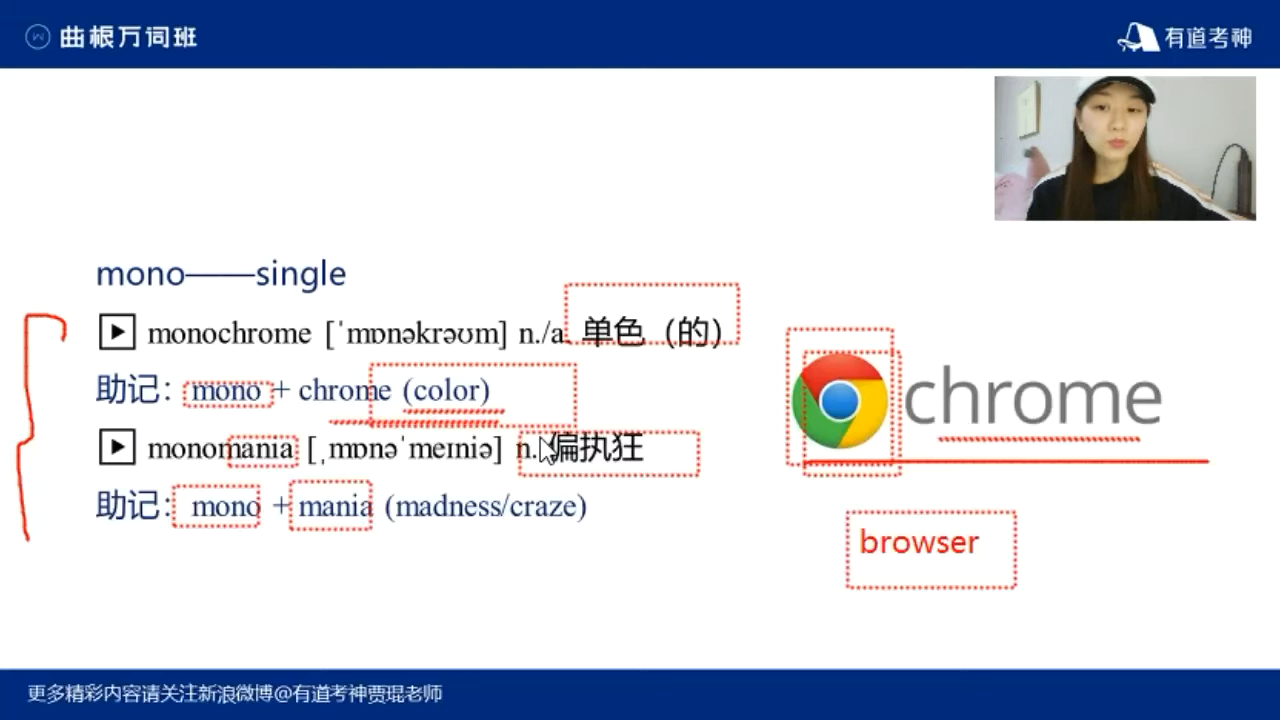 曲根万词班
有道考神
mono——single
monochrome [ˈmɒnəkrəʊm] n./a. 单色（的）
助记： mono + chrome (color)
monomania [ˌmɒnəˈmeɪniə] n. 偏执狂
助记： mono + mania (madness/craze)
chrome
browser
更多精彩内容请关注新浪微博@有道考神贾琨老师